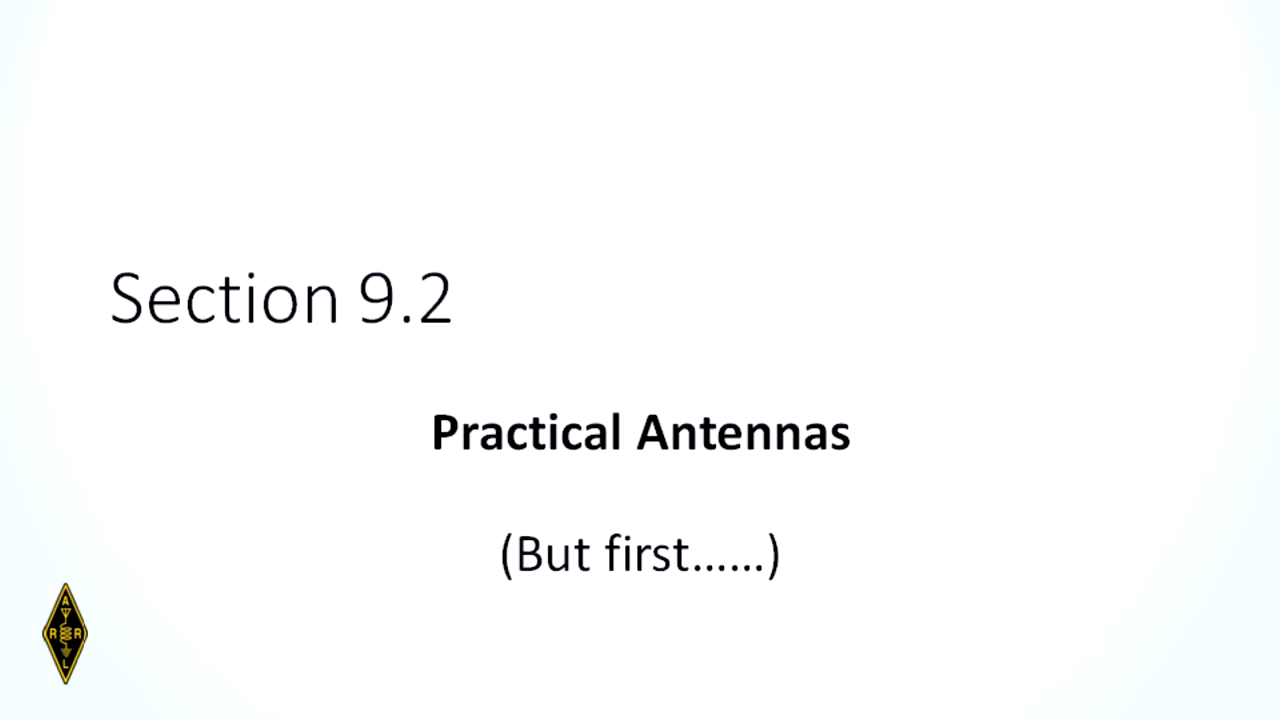 Section 9.2
Practical Antennas
(But first......)
A
R R
L